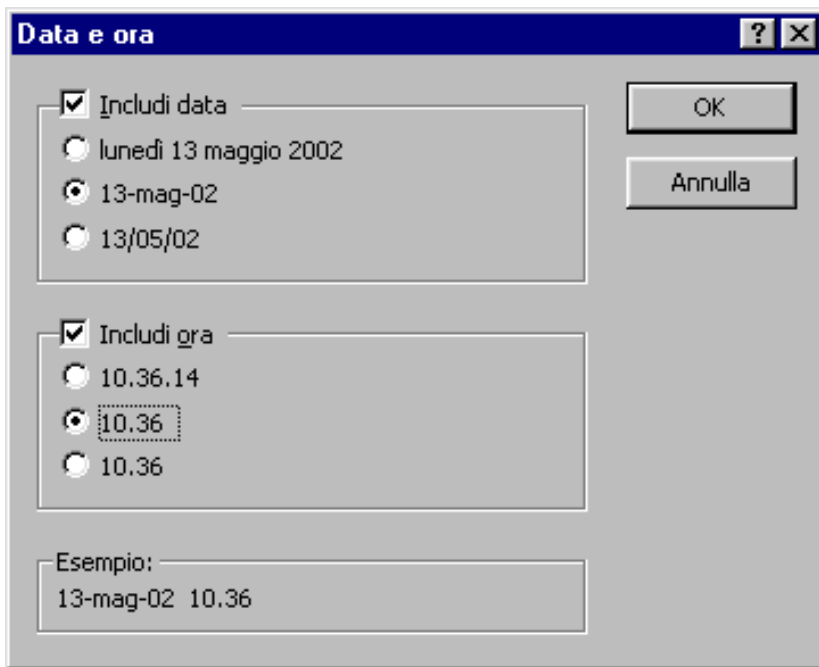 Data e ora
Includi data
lunedì 13 maggio 2002
13-mag-02
13/05/02
OK
Annulla
Includi ora
10.36.14
10.36
10.36
Esempio:
13-mag-02 10.36